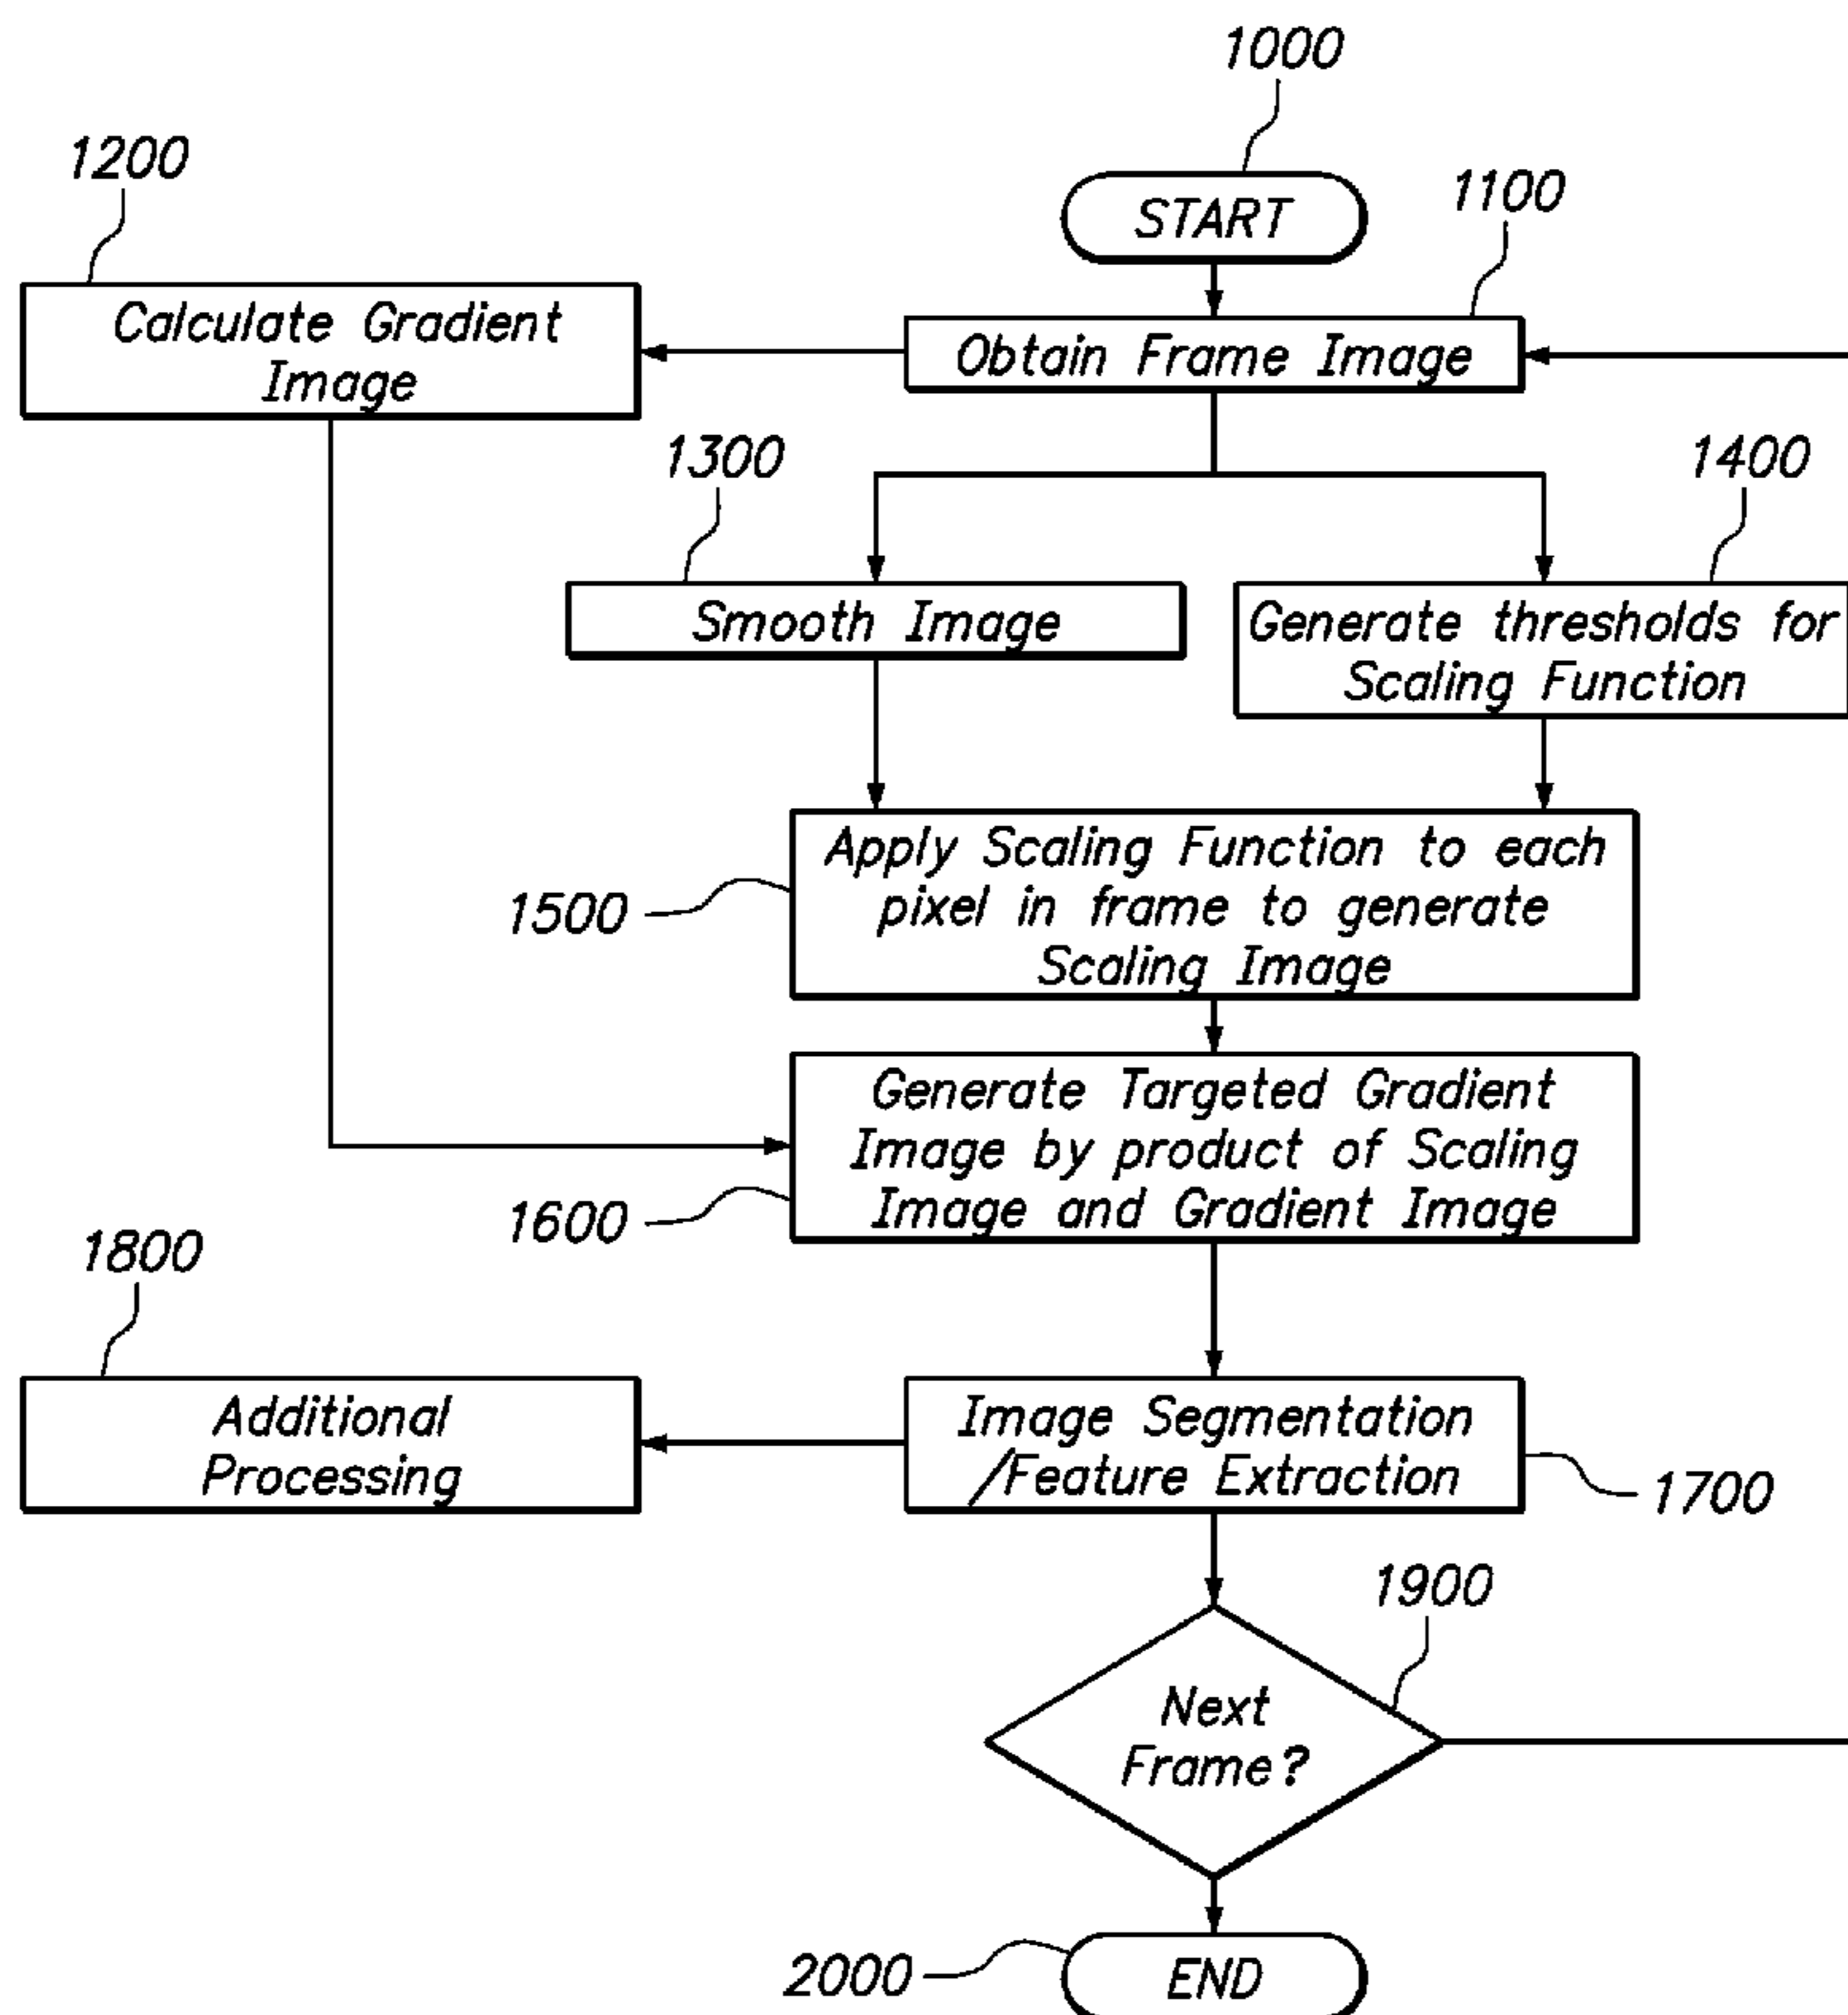 1000
1200
START
1100
Calculate Gradient
Image
Obtain Frame Image
1300
1400
Smooth Image
Generate thresholds for
Scaling Function
Apply Scaling Function to each
pixel in frame to generate
Scaling Image
1500
Generate Targeted Gradient
Image by product of Scaling
Image and Gradient Image
1600
1800
Additional
Processing
Image Segmentation
/Feature Extraction
1700
1900
Next
Frame?
2000
END